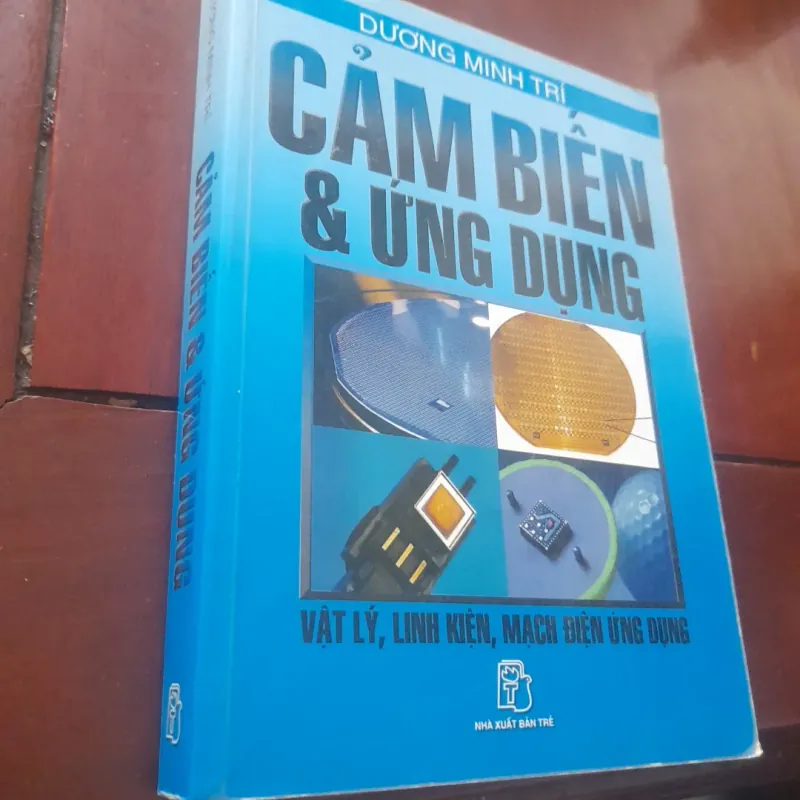 DƯƠNG MINH TRÍ
CẢM BIẾN
& ỨNG DỤNG
VẬT LÝ, LINH KIỆN, MẠCH ĐIỆN ỨNG DỤNG
NHÀ XUẤT BẢN TRẺ
CẢM BIẾN & ỨNG DỤNG